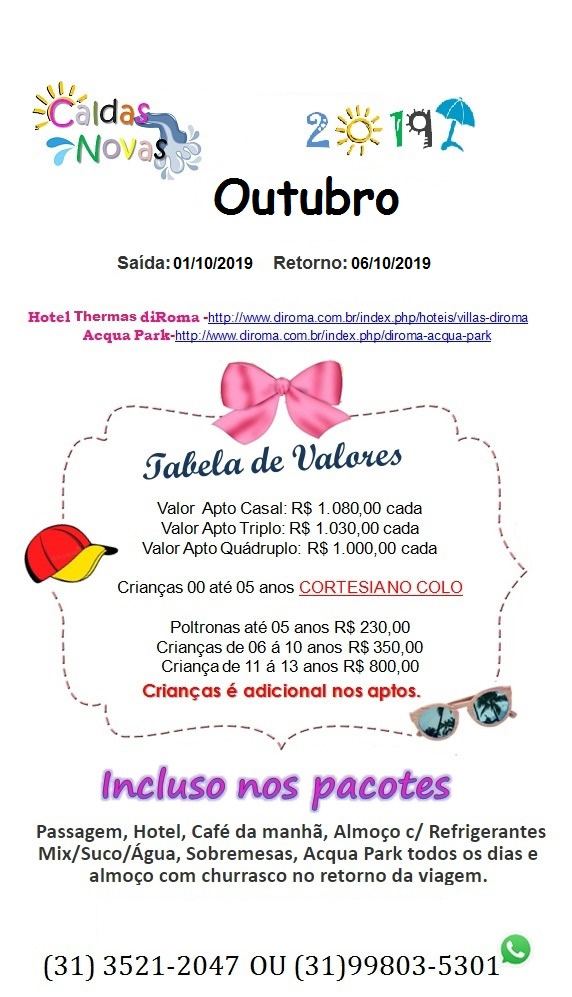 Caldas
Novas
2019
Outubro
Saída: 01/10/2019 Retorno: 06/10/2019
Hotel Thermas diRoma -http://www.diroma.com.br/index.php/hoteis/villas-diroma
Acqua Park-http://www.diroma.com.br/index.php/diroma-acqua-park
Tabela de Valores
Valor Apto Casal: R$ 1.080,00 cada
Valor Apto Triplo: R$ 1.030,00 cada
Valor Apto Quádruplo: R$ 1.000,00 cada
Crianças 00 até 05 anos CORTESIANO COLO
Poltronas até 05 anos R$ 230,00
Crianças de 06 á 10 anos R$ 350,00
Criança de 11 á 13 anos R$ 800,00
Crianças é adicional nos aptos.
Incluso nos pacotes
Passagem, Hotel, Café da manhã, Almoço c/ Refrigerantes
Mix/Suco/Água, Sobremesas, Acqua Park todos os dias e
almoço com churrasco no retorno da viagem.
(31) 3521-2047 OU (31)99803-5301